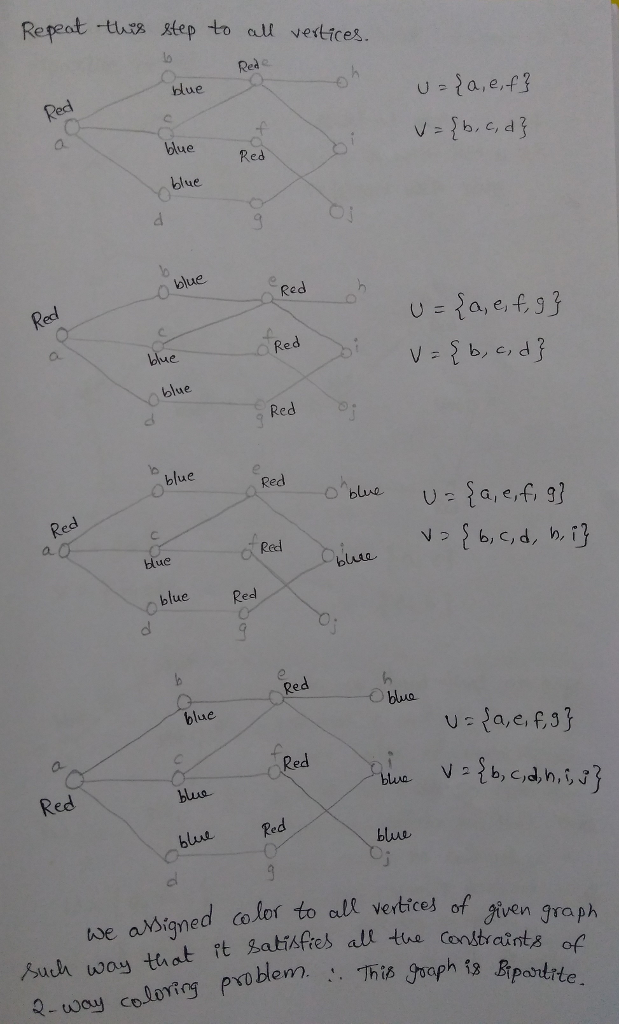 Repeat this step to all vertices.
b Red e h
blue
U = {a,e,f}
Red
a c blue f Red i
V = {b,c,d}
blue
d g j
b blue e Red h
U = {a,e,f,g}
Red
a c blue f Red i
V = {b,c,d}
blue
d g Red j
b blue e Red h blue
U = {a,e,f,g}
Red
a c blue f Red i blue
V = {b,c,d,h,i}
blue Red
d g j
b blue e Red h blue
U = {a,e,f,g}
a Red c blue f Red i blue
V = {b,c,d,h,i,j}
blue Red blue
d g j
We assigned color to all vertices of given graph
such way that it satisfies all the constraints of
2-way coloring problem. ∴ This graph is Bipartite.